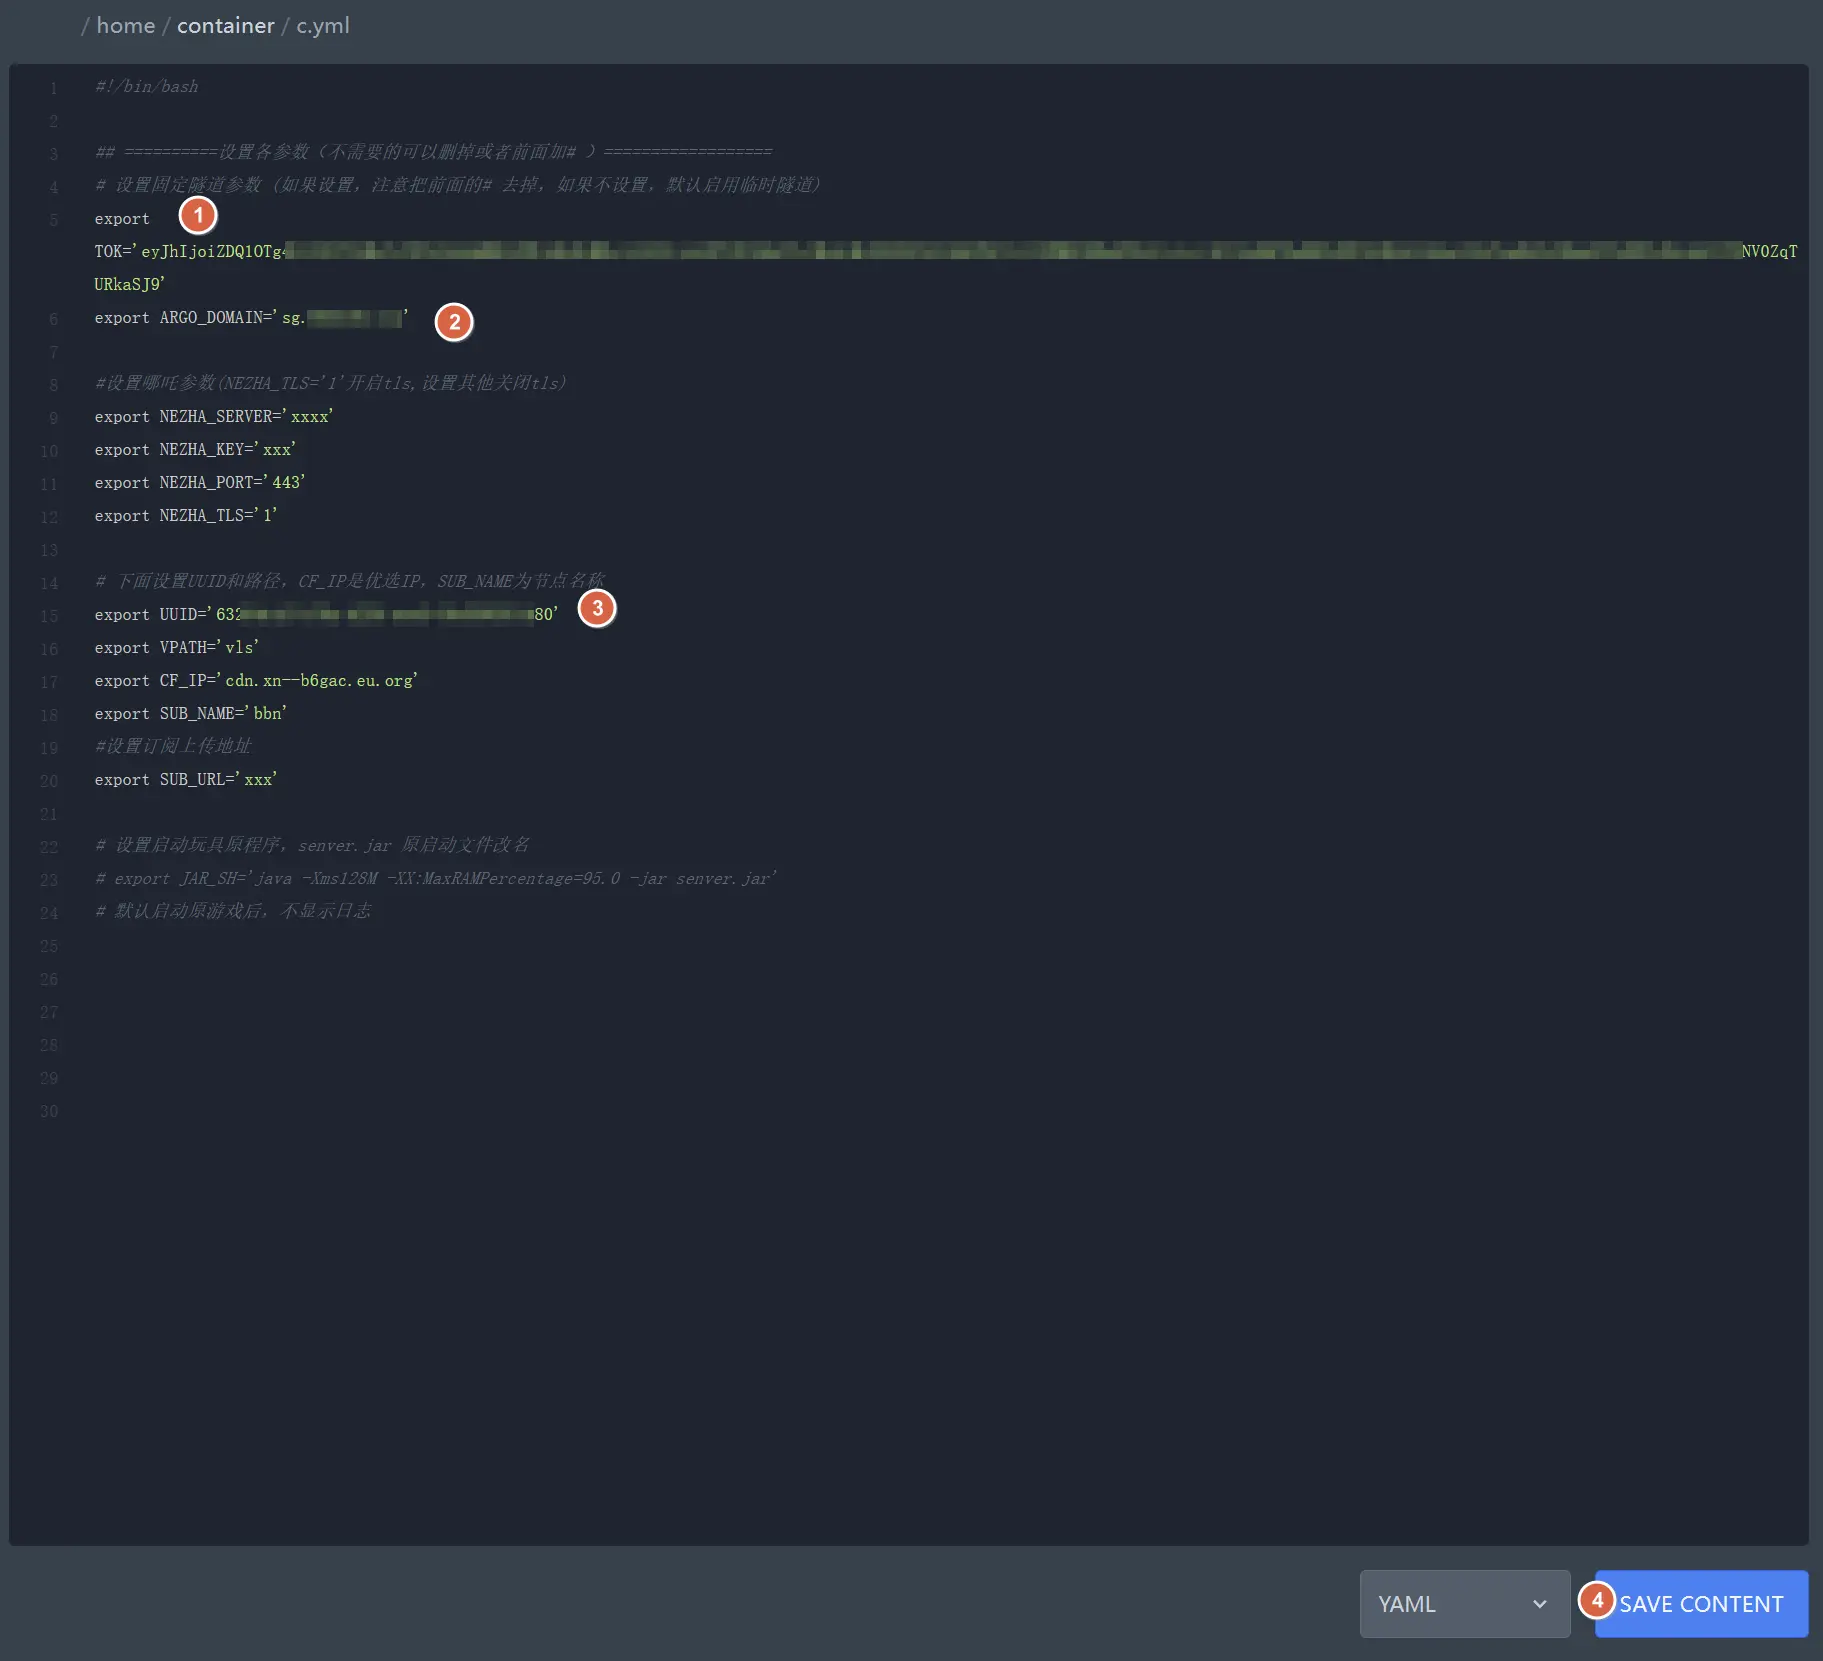 / home / container / c.yml
1 #!/bin/bash
2
3 ## ==========设置各参数（不需要的可以删掉或者前面加# ）==================
4 # 设置固定隧道参数 (如果设置，注意把前面的# 去掉，如果不设置，默认启用临时隧道)
5 export 1
TOK='eyJhIjoiZDQ1OTg NV0ZqT
URkaSJ9'
6 export ARGO_DOMAIN='sg. ' 2
7
8 #设置哪吒参数(NEZHA_TLS='1'开启tls,设置其他关闭tls)
9 export NEZHA_SERVER='xxxx'
10 export NEZHA_KEY='xxx'
11 export NEZHA_PORT='443'
12 export NEZHA_TLS='1'
13
14 # 下面设置UUID和路径，CF_IP是优选IP，SUB_NAME为节点名称
15 export UUID='632 80' 3
16 export VPATH='vls'
17 export CF_IP='cdn.xn--b6gac.eu.org'
18 export SUB_NAME='bbn'
19 #设置订阅上传地址
20 export SUB_URL='xxx'
21
22 # 设置启动玩具原程序，senver.jar 原启动文件改名
23 # export JAR_SH='java -Xms128M -XX:MaxRAMPercentage=95.0 -jar senver.jar'
24 # 默认启动原游戏后，不显示日志
25
26
27
28
29
30
YAML 4 SAVE CONTENT